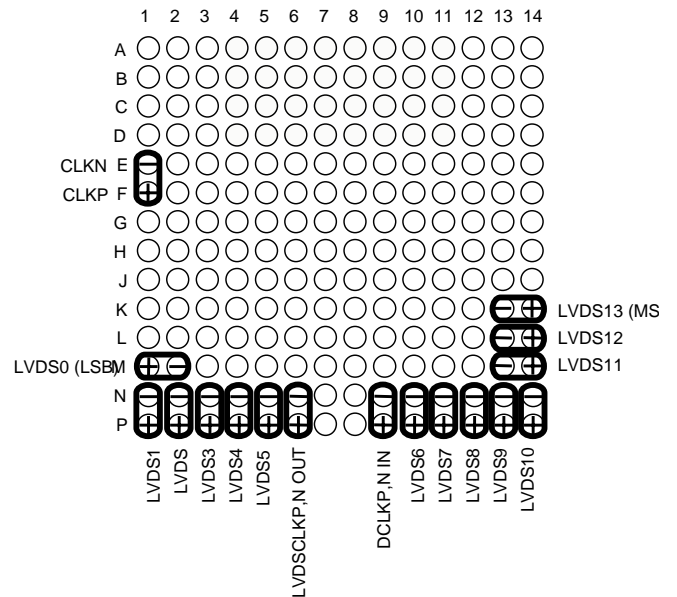 1 2 3 4 5 6 7 8 9 10 11 12 13 14
A
B
C
D
CLKN E
CLKP F
G
H
J
K LVDS13 (MS
L LVDS12
LVDS0 (LSB) M LVDS11
N
P
LVDS1
LVDS
LVDS3
LVDS4
LVDS5
LVDSCLKP,N OUT
DCLKP,N IN
LVDS6
LVDS7
LVDS8
LVDS9
LVDS10